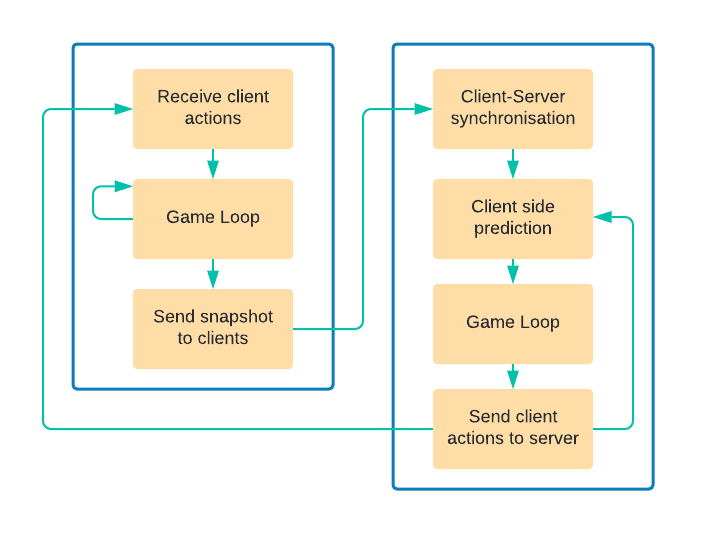 Receive client
actions
Game Loop
Send snapshot
to clients
Client-Server
synchronisation
Client side
prediction
Game Loop
Send client
actions to server